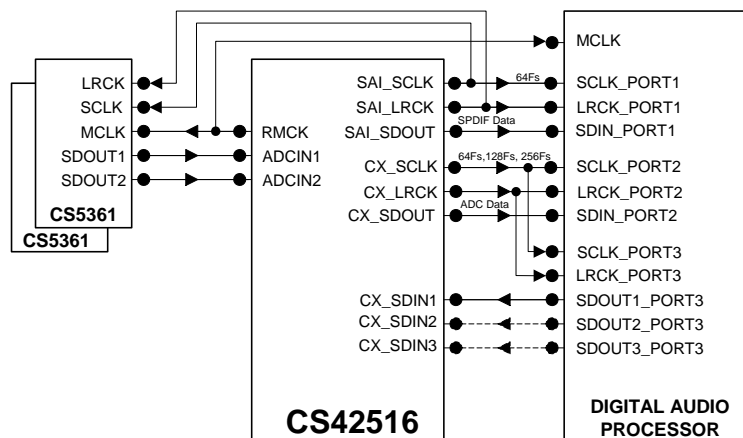 LRCK
SCLK
MCLK
SDOUT1
SDOUT2
CS5361
CS5361
RMCK
ADCIN1
ADCIN2
SAI_SCLK
SAI_LRCK
SAI_SDOUT
CX_SCLK
CX_LRCK
CX_SDOUT
CX_SDIN1
CX_SDIN2
CX_SDIN3
CS42516
64Fs
SPDIF Data
64Fs,128Fs, 256Fs
ADC Data
MCLK
SCLK_PORT1
LRCK_PORT1
SDIN_PORT1
SCLK_PORT2
LRCK_PORT2
SDIN_PORT2
SCLK_PORT3
LRCK_PORT3
SDOUT1_PORT3
SDOUT2_PORT3
SDOUT3_PORT3
DIGITAL AUDIO
PROCESSOR